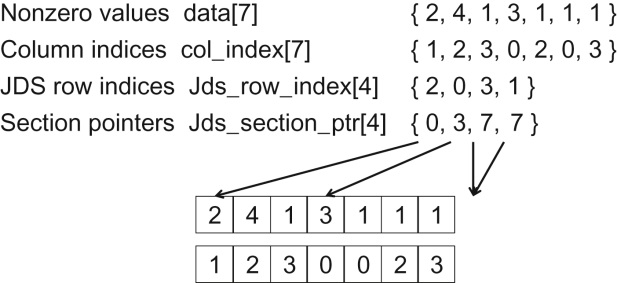 Nonzero values data[7] { 2, 4, 1, 3, 1, 1, 1 }
Column indices col_index[7] { 1, 2, 3, 0, 2, 0, 3 }
JDS row indices Jds_row_index[4] { 2, 0, 3, 1 }
Section pointers Jds_section_ptr[4] { 0, 3, 7, 7 }
2 4 1 3 1 1 1
1 2 3 0 0 2 3